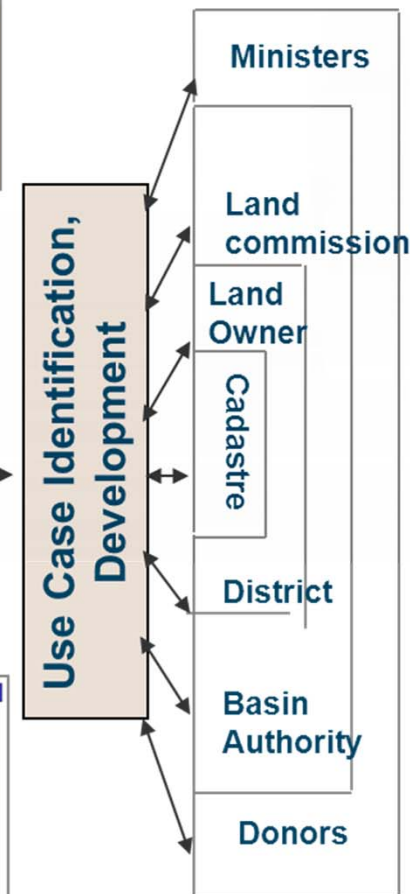 Use Case Identification,
Development
Ministers
Land
commission
Land
Owner
Cadastre
District
Basin
Authority
Donors